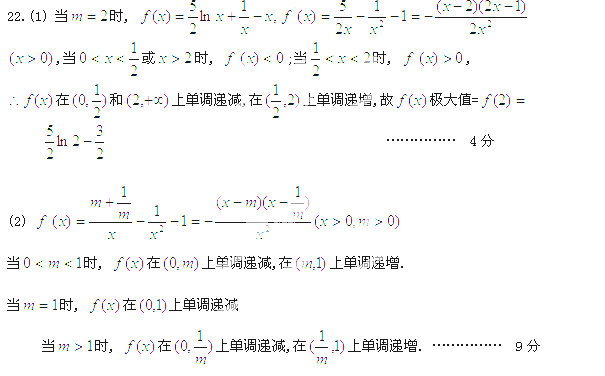 22.(1) 当 m=2 时, f(x)=5/2 ln x+1/x−x, f (x)=5/(2x)−1/x²−1=−(x−2)(2x−1)/(2x²)
(x>0),当 0<x<1/2 或 x>2 时, f (x)<0 ;当 1/2<x<2 时, f (x)>0,
∴ f(x) 在 (0,1/2) 和 (2,+∞) 上单调递减,在 (1/2,2) 上单调递增,故 f(x) 极大值= f(2) =
5/2 ln 2−3/2 …………… 4 分
(2) f (x)=(m+1/m)/x−1/x²−1=−(x−m)(x−1/m)/x² (x>0,m>0)
当 0<m<1 时, f(x) 在 (0,m) 上单调递减,在 (m,1) 上单调递增.
当 m=1 时, f(x) 在 (0,1) 上单调递减
当 m>1 时, f(x) 在 (0,1/m) 上单调递减,在 (1/m,1) 上单调递增. …………… 9 分